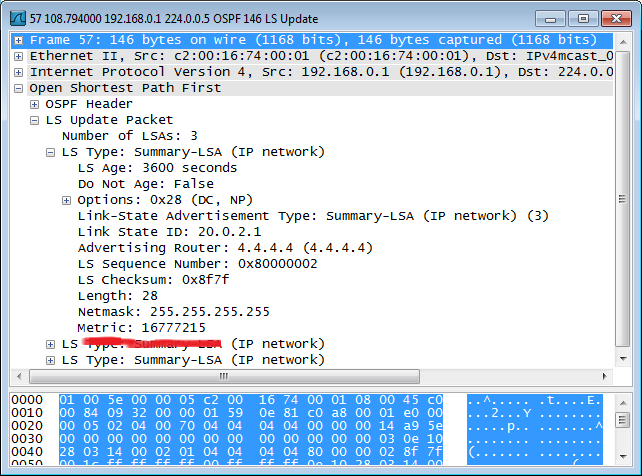 57 108.794000 192.168.0.1 224.0.0.5 OSPF 146 LS Update
Frame 57: 146 bytes on wire (1168 bits), 146 bytes captured (1168 bits)
Ethernet II, Src: c2:00:16:74:00:01 (c2:00:16:74:00:01), Dst: IPv4mcast_0
Internet Protocol Version 4, Src: 192.168.0.1 (192.168.0.1), Dst: 224.0.0
Open Shortest Path First
OSPF Header
LS Update Packet
Number of LSAs: 3
LS Type: Summary-LSA (IP network)
LS Age: 3600 seconds
Do Not Age: False
Options: 0x28 (DC, NP)
Link-State Advertisement Type: Summary-LSA (IP network) (3)
Link State ID: 20.0.2.1
Advertising Router: 4.4.4.4 (4.4.4.4)
LS Sequence Number: 0x80000002
LS Checksum: 0x8f7f
Length: 28
Netmask: 255.255.255.255
Metric: 16777215
LS Type: Summary-LSA (IP network)
LS Type: Summary-LSA (IP network)
0000 01 00 5e 00 00 05 c2 00 16 74 00 01 08 00 45 c0 ..^..... .t....E.
0010 00 84 09 32 00 00 01 59 0e 81 c0 a8 00 01 e0 00 ...2...Y ........
0020 00 05 02 04 00 70 04 04 04 04 00 00 00 00 14 a9 5e .....p.. ........^
0030 00 00 00 00 00 00 00 00 00 00 00 03 0e 10 ........ ........
0040 28 03 14 00 02 01 04 04 04 04 80 00 00 02 8f 7f (....... ........